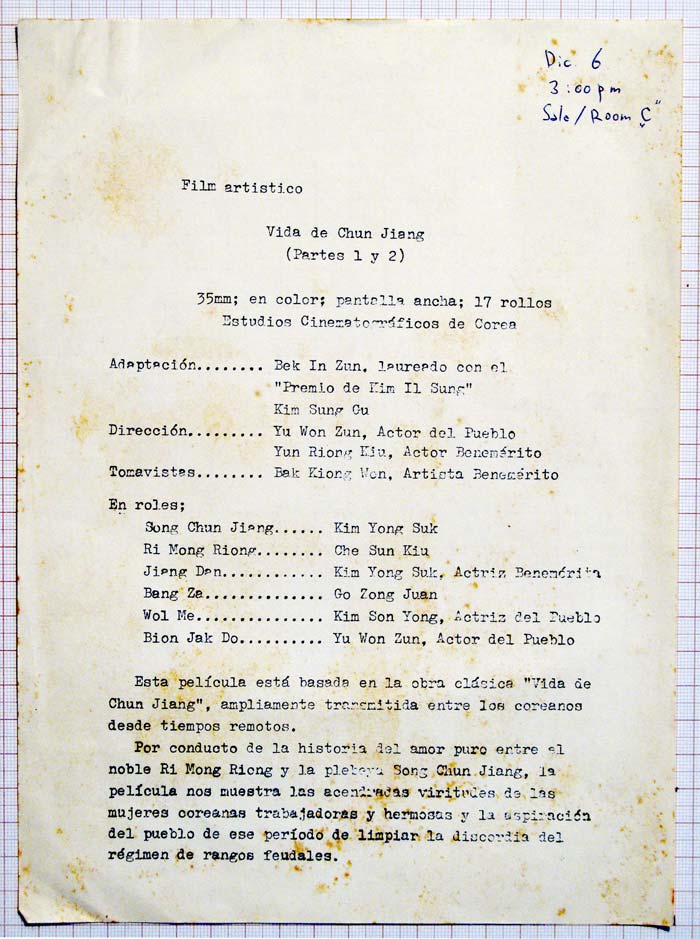 Dic. 6
3:00 pm
Sala/Room C"
Film artistico
Vida de Chun Jiang
(Partes 1 y 2)
35mm; en color; pantalla ancha; 17 rollos
Estudios Cinematográficos de Corea
Adaptación........ Bek In Zun, laureado con el
"Premio de Kim Il Sung"
Kim Sung Gu
Dirección......... Yu Won Zun, Actor del Pueblo
Yun Riong Kiu, Actor Benemérito
Tomavistas........ Bak Kiong Won, Artista Benemérito
En roles;
Song Chun Jiang...... Kim Yong Suk
Ri Mong Riong........ Che Sun Kiu
Jiang Dan............ Kim Yong Suk, Actriz Benemérita
Bang Za.............. Go Zong Juan
Wol Me............... Kim Son Yong, Actriz del Pueblo
Bion Jak Do.......... Yu Won Zun, Actor del Pueblo
Esta película está basada en la obra clásica "Vida de
Chun Jiang", ampliamente transmitida entre los coreanos
desde tiempos remotos.
Por conducto de la historia del amor puro entre el
noble Ri Mong Riong y la plebeya Song Chun Jiang, la
película nos muestra las acendradas viritudes de las
mujeres coreanas trabajadoras y hermosas y la aspiración
del pueblo de ese período de limpiar la discordia del
régimen de rangos feudales.